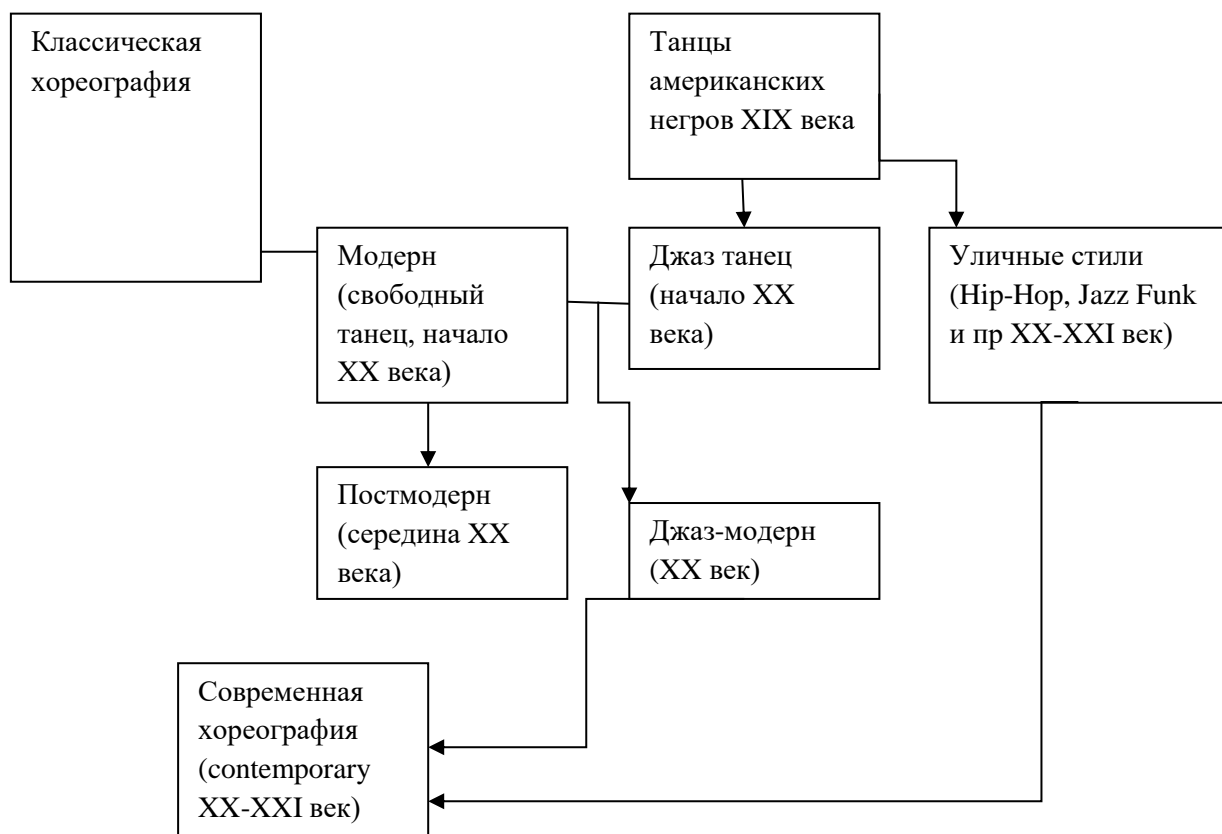 Классическая
хореография
Танцы
американских
негров XIX века
Модерн
(свободный
танец, начало
XX века)
Джаз танец
(начало XX
века)
Уличные стили
(Hip-Hop, Jazz Funk
и пр XX-XXI век)
Постмодерн
(середина XX
века)
Джаз-модерн
(XX век)
Современная
хореография
(contemporary
XX-XXI век)